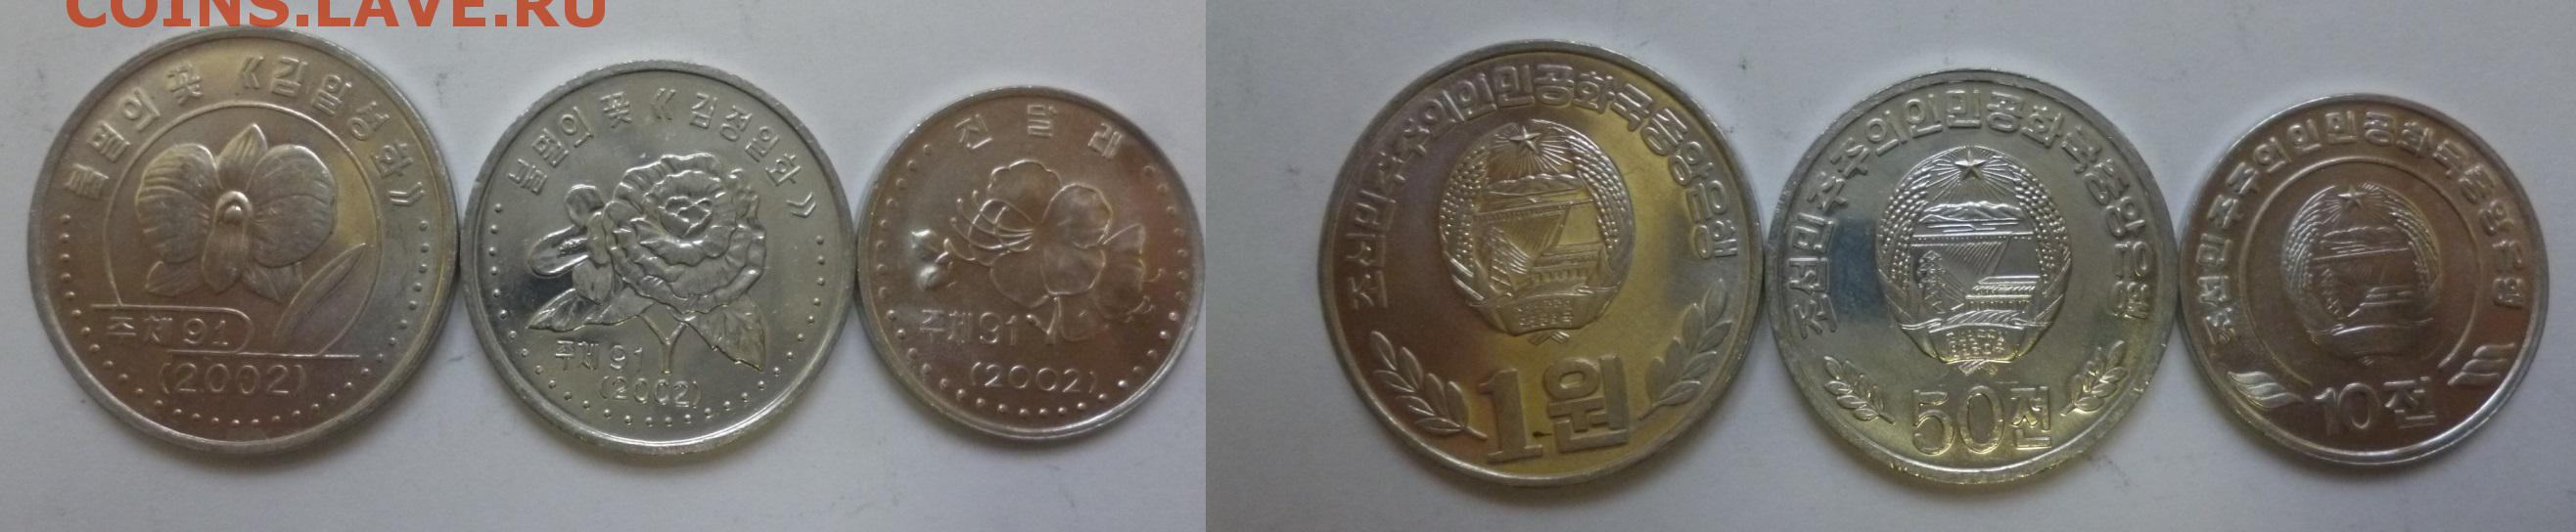 COINS.LAVE.RU
불멸의 꽃 《김일성화》
주체 91
(2002)
불멸의 꽃 《김정일화》
주체 91
(2002)
진달래
주체 91
(2002)
조선민주주의인민공화국중앙은행
1원
조선민주주의인민공화국중앙은행
50전
조선민주주의인민공화국중앙은행
10전